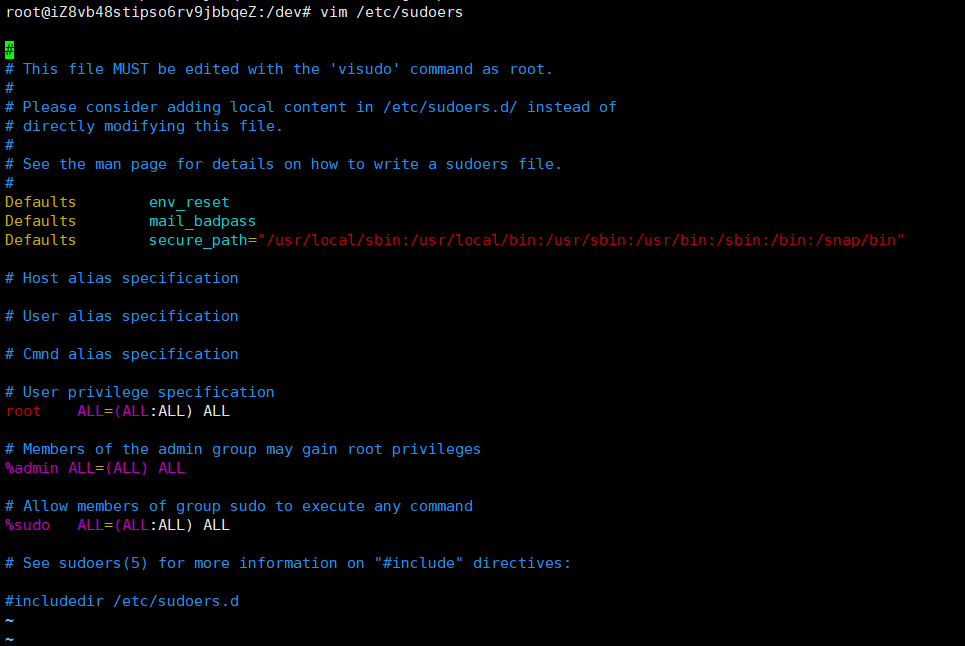 root@iZ8vb48stipso6rv9jbbqeZ:/dev# vim /etc/sudoers
#
# This file MUST be edited with the 'visudo' command as root.
#
# Please consider adding local content in /etc/sudoers.d/ instead of
# directly modifying this file.
#
# See the man page for details on how to write a sudoers file.
#
Defaults        env_reset
Defaults        mail_badpass
Defaults        secure_path="/usr/local/sbin:/usr/local/bin:/usr/sbin:/usr/bin:/sbin:/bin:/snap/bin"
# Host alias specification
# User alias specification
# Cmnd alias specification
# User privilege specification
root    ALL=(ALL:ALL) ALL
# Members of the admin group may gain root privileges
%admin ALL=(ALL) ALL
# Allow members of group sudo to execute any command
%sudo   ALL=(ALL:ALL) ALL
# See sudoers(5) for more information on "#include" directives:
#includedir /etc/sudoers.d
~
~